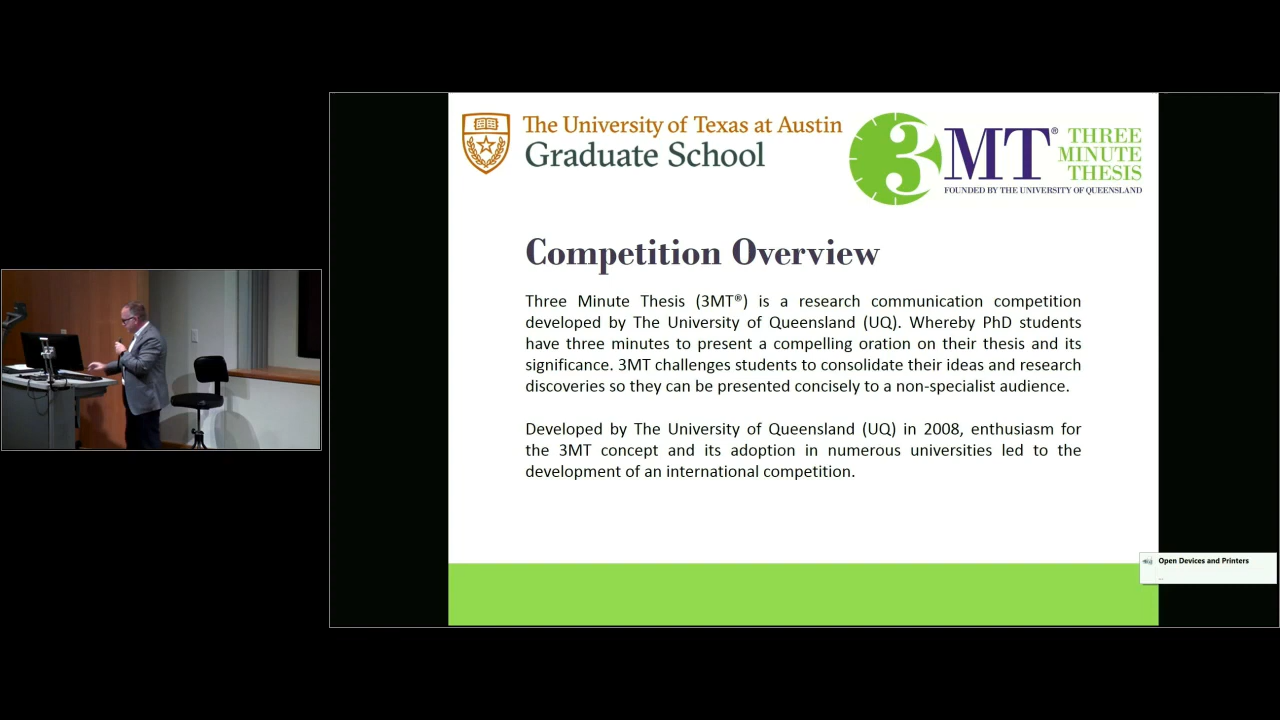 The University of Texas at Austin
Graduate School
3MT® THREE
MINUTE
THESIS
FOUNDED BY THE UNIVERSITY OF QUEENSLAND
Competition Overview
Three Minute Thesis (3MT®) is a research communication competition
developed by The University of Queensland (UQ). Whereby PhD students
have three minutes to present a compelling oration on their thesis and its
significance. 3MT challenges students to consolidate their ideas and research
discoveries so they can be presented concisely to a non-specialist audience.
Developed by The University of Queensland (UQ) in 2008, enthusiasm for
the 3MT concept and its adoption in numerous universities led to the
development of an international competition.
Open Devices and Printers
...